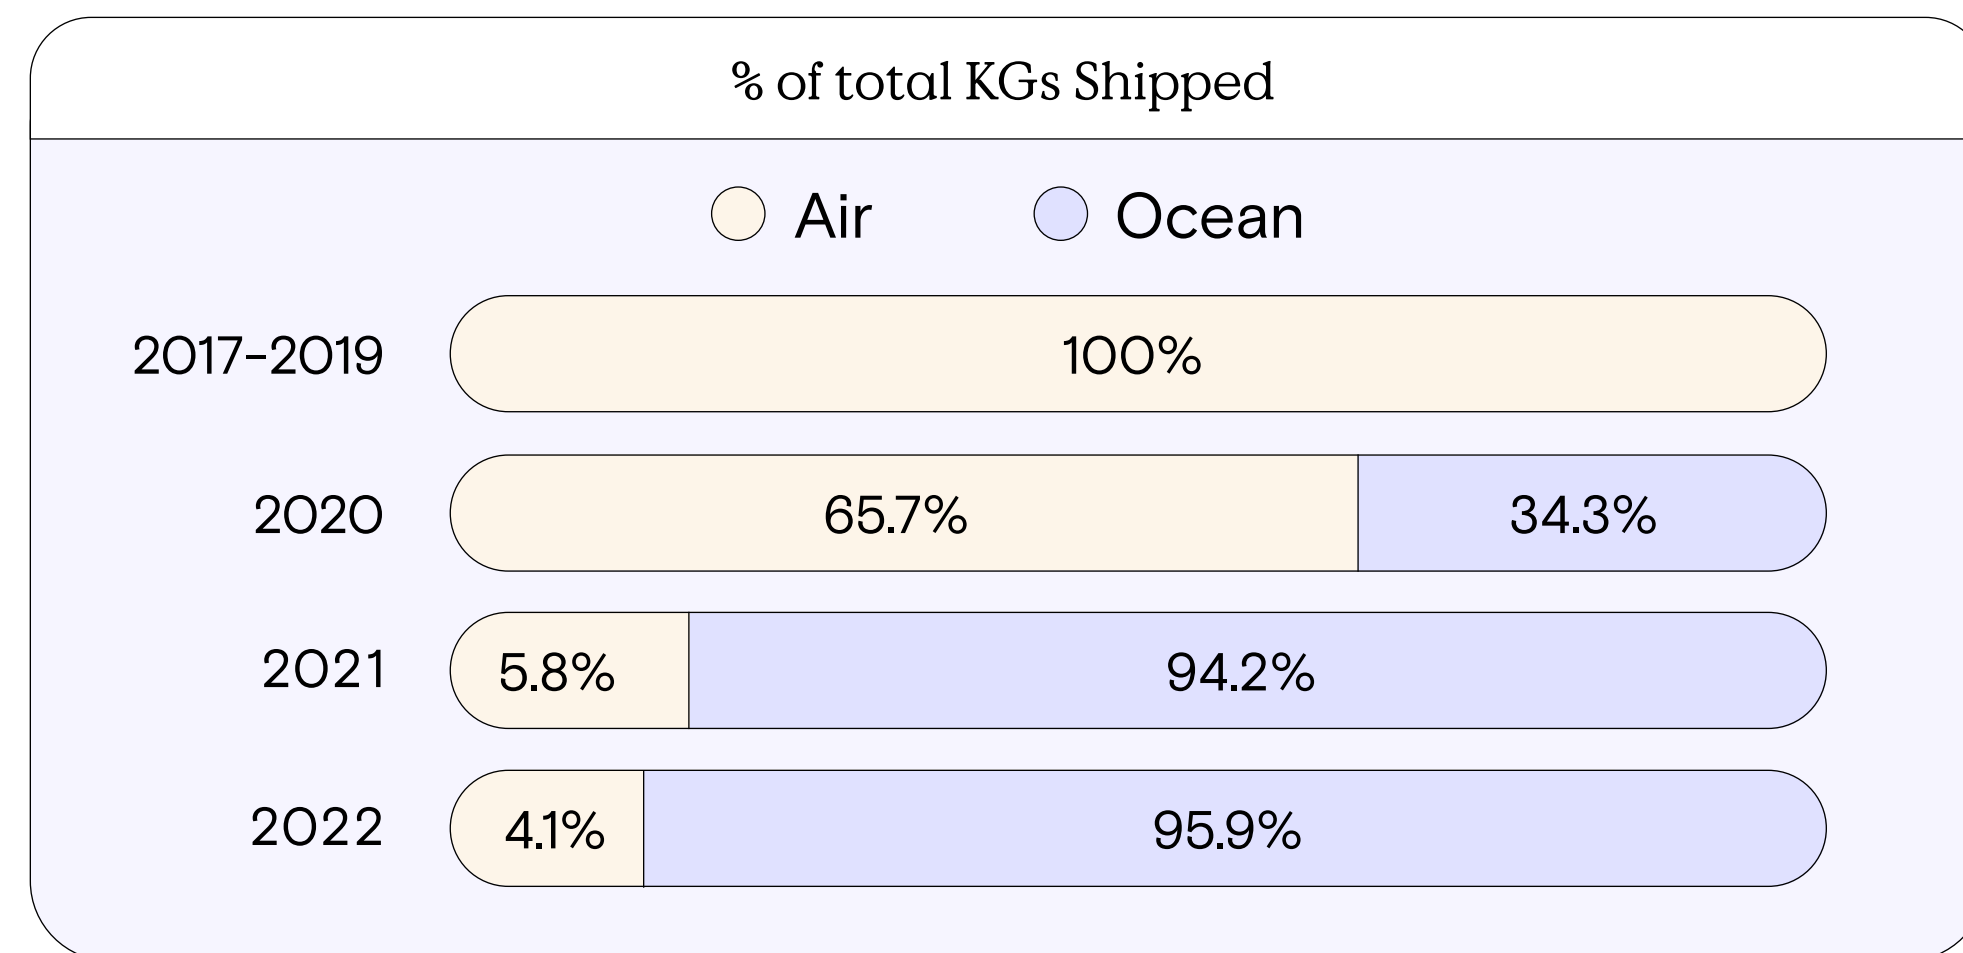 % of total KGs Shipped
Air Ocean
2017-2019 100%
2020 65.7% 34.3%
2021 5.8% 94.2%
2022 4.1% 95.9%